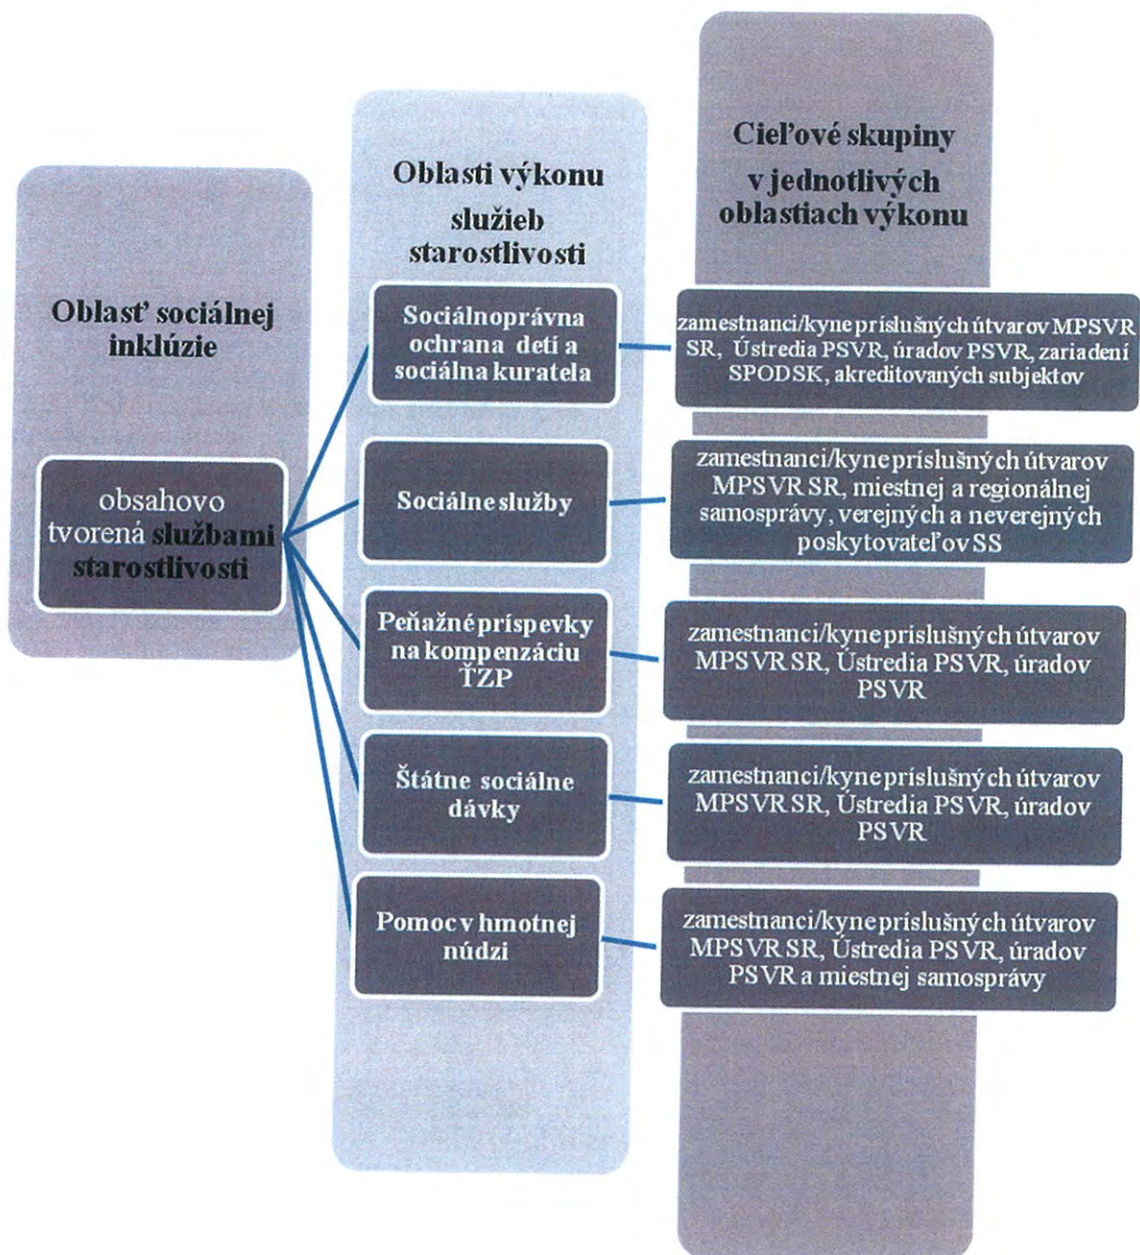 Oblasť sociálnej
inklúzie
obsahovo
tvorená službami
starostlivosti
Oblasti výkonu
služieb
starostlivosti
Sociálnoprávna
ochrana detí a
sociálna kuratela
Sociálne služby
Peňažné príspevky
na kompenzáciu
ŤZP
Štátne sociálne
dávky
Pomoc v hmotnej
núdzi
Cieľové skupiny
v jednotlivých
oblastiach výkonu
zamestnanci/kyne príslušných útvarov MPSVR
SR, Ústredia PSVR, úradov PSVR, zariadení
SPODSK, akreditovaných subjektov
zamestnanci/kyne príslušných útvarov
MPSVR SR, miestnej a regionálnej
samosprávy, verejných a neverejných
poskytovateľov SS
zamestnanci/kyne príslušných útvarov
MPSVR SR, Ústredia PSVR, úradov
PSVR
zamestnanci/kyne príslušných útvarov
MPSVR SR, Ústredia PSVR, úradov
PSVR
zamestnanci/kyne príslušných útvarov
MPSVR SR, Ústredia PSVR, úradov
PSVR a miestnej samosprávy